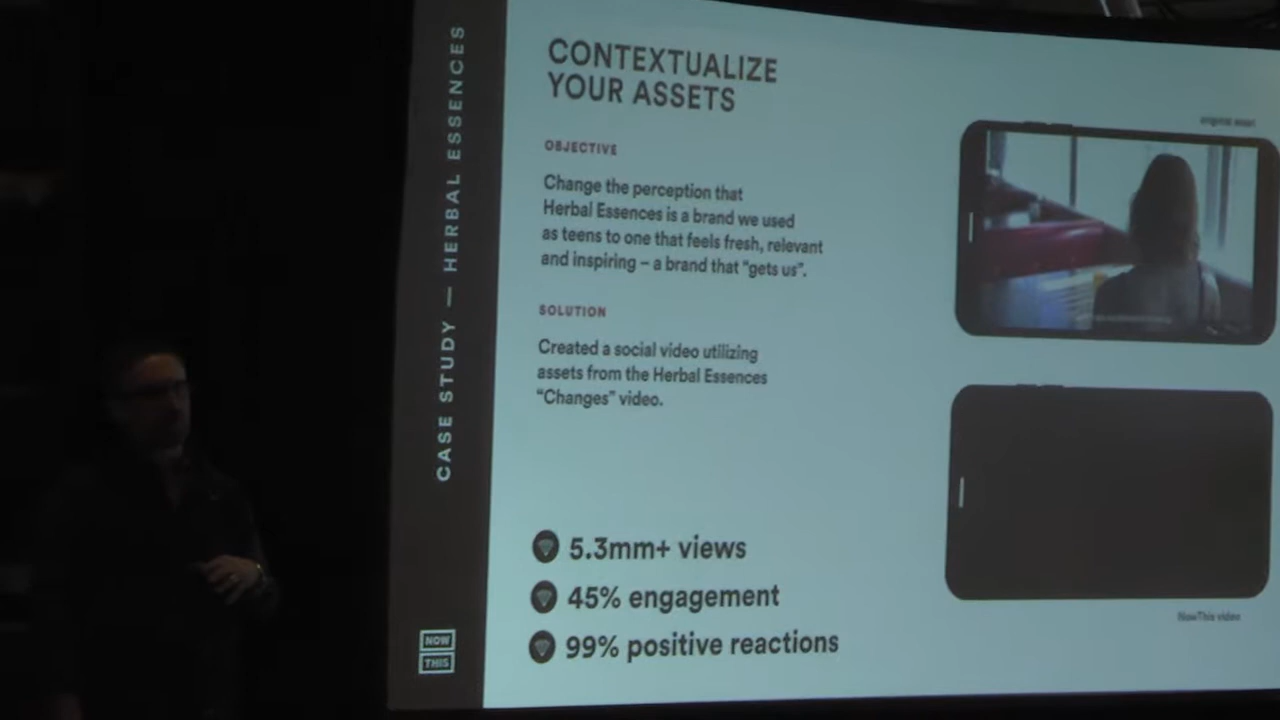 CASE STUDY — HERBAL ESSENCES
CONTEXTUALIZE
YOUR ASSETS
OBJECTIVE
Change the perception that
Herbal Essences is a brand we used
as teens to one that feels fresh, relevant
and inspiring – a brand that “gets us”.
SOLUTION
Created a social video utilizing
assets from the Herbal Essences
“Changes” video.
5.3mm+ views
45% engagement
99% positive reactions
NOW
THIS
original asset
NowThis video